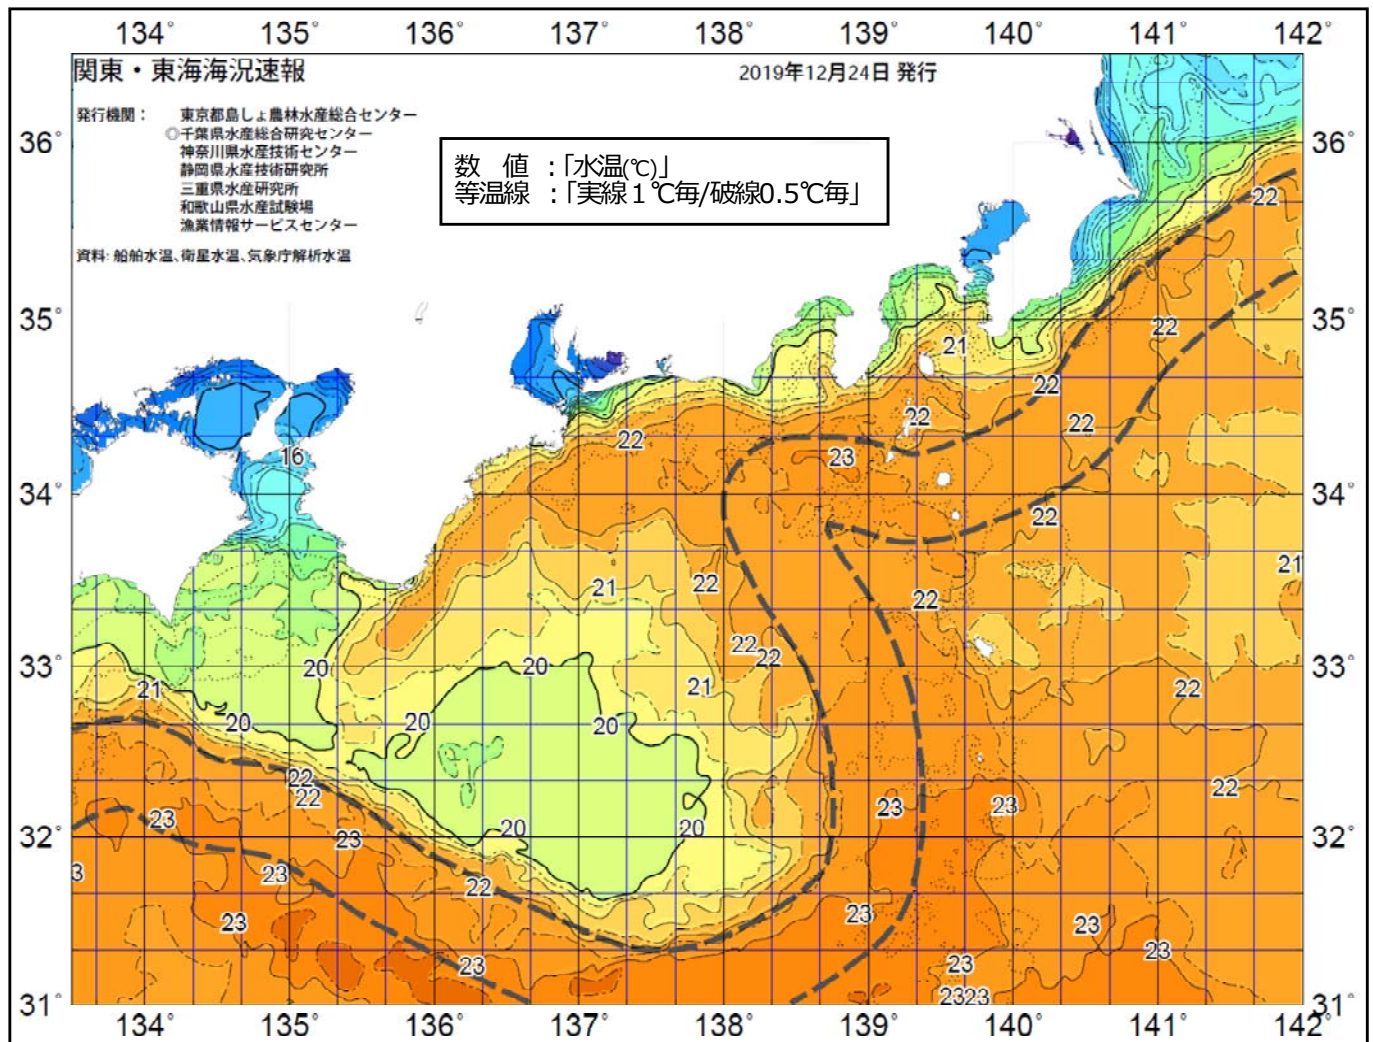 134° 135° 136° 137° 138° 139° 140° 141° 142°
関東・東海海況速報
2019年12月24日 発行
発行機関： 東京都島しょ農林水産総合センター
◎千葉県水産総合研究センター
神奈川県水産技術センター
静岡県水産技術研究所
三重県水産研究所
和歌山県水産試験場
漁業情報サービスセンター
資料: 船舶水温、衛星水温、気象庁解析水温
数　値　：「水温(℃)」
等温線　：「実線１℃毎/破線0.5℃毎」
36° 36°
22
35° 35°
22
21
22
22 22 22
16 23
34° 34°
22
21 22 21
22
22 22
33° 20 20 33°
21 21 22
20 20 20
22 22
22
23 23 23
32° 23 20 20 32°
3 23 22
23 23 23
23 23 23
23 23
31° 31°
134° 135° 136° 137° 138° 139° 140° 141° 142°